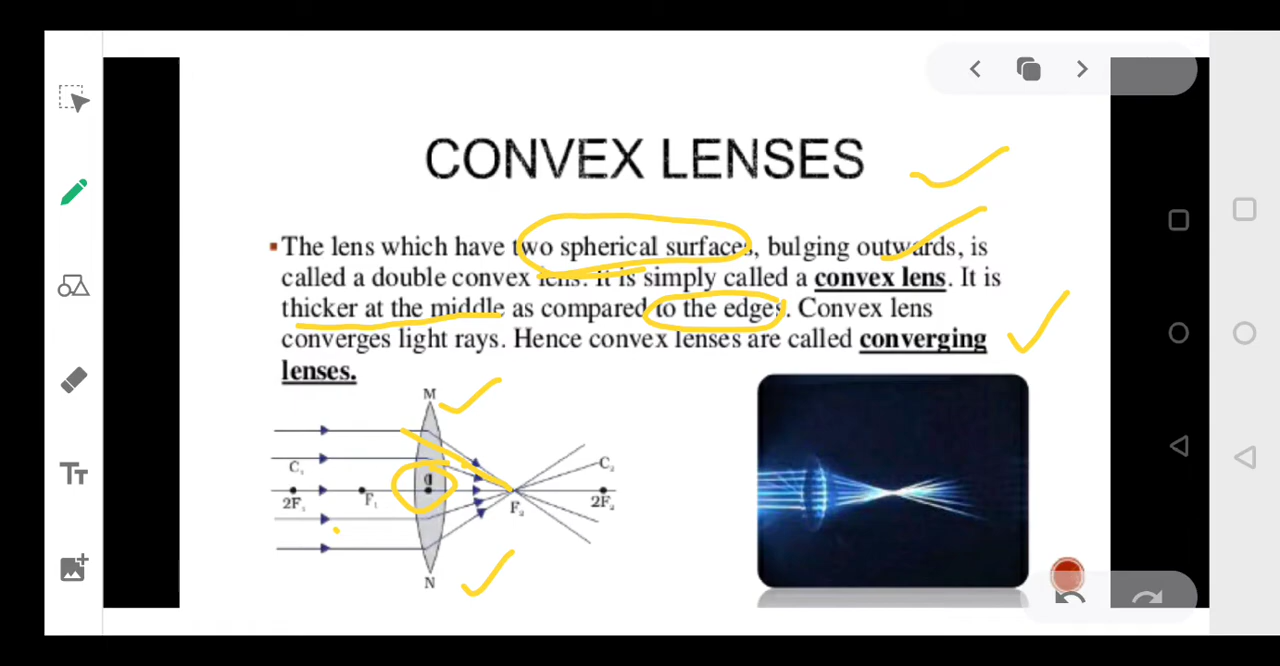 CONVEX LENSES
▪The lens which have two spherical surfaces, bulging outwards, is
called a double convex lens. It is simply called a convex lens. It is
thicker at the middle as compared to the edges. Convex lens
converges light rays. Hence convex lenses are called converging
lenses.
M
C₁ C₂
2F₁ F₁ O F₂ 2F₂
N
TT